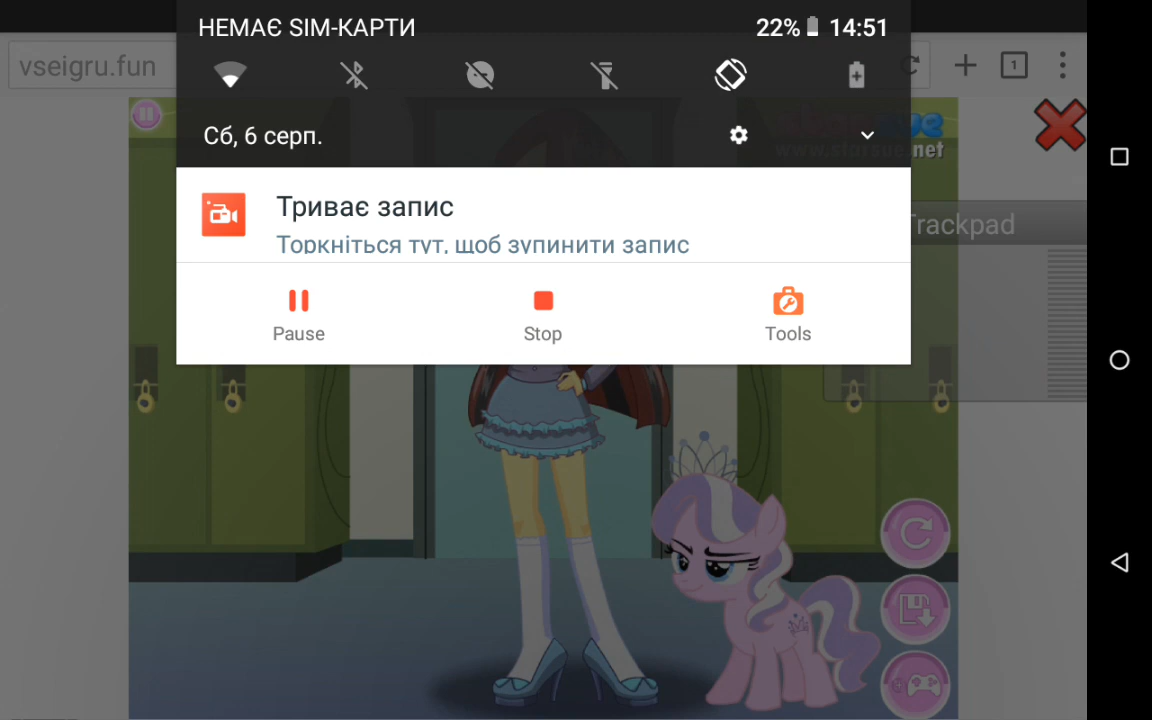 НЕМАЄ SIM-КАРТИ
22% 14:51
vseigru.fun
1
Сб, 6 серп.
www.starsue.net
Триває запис
Trackpad
Торкніться тут, щоб зупинити запис
Pause
Stop
Tools